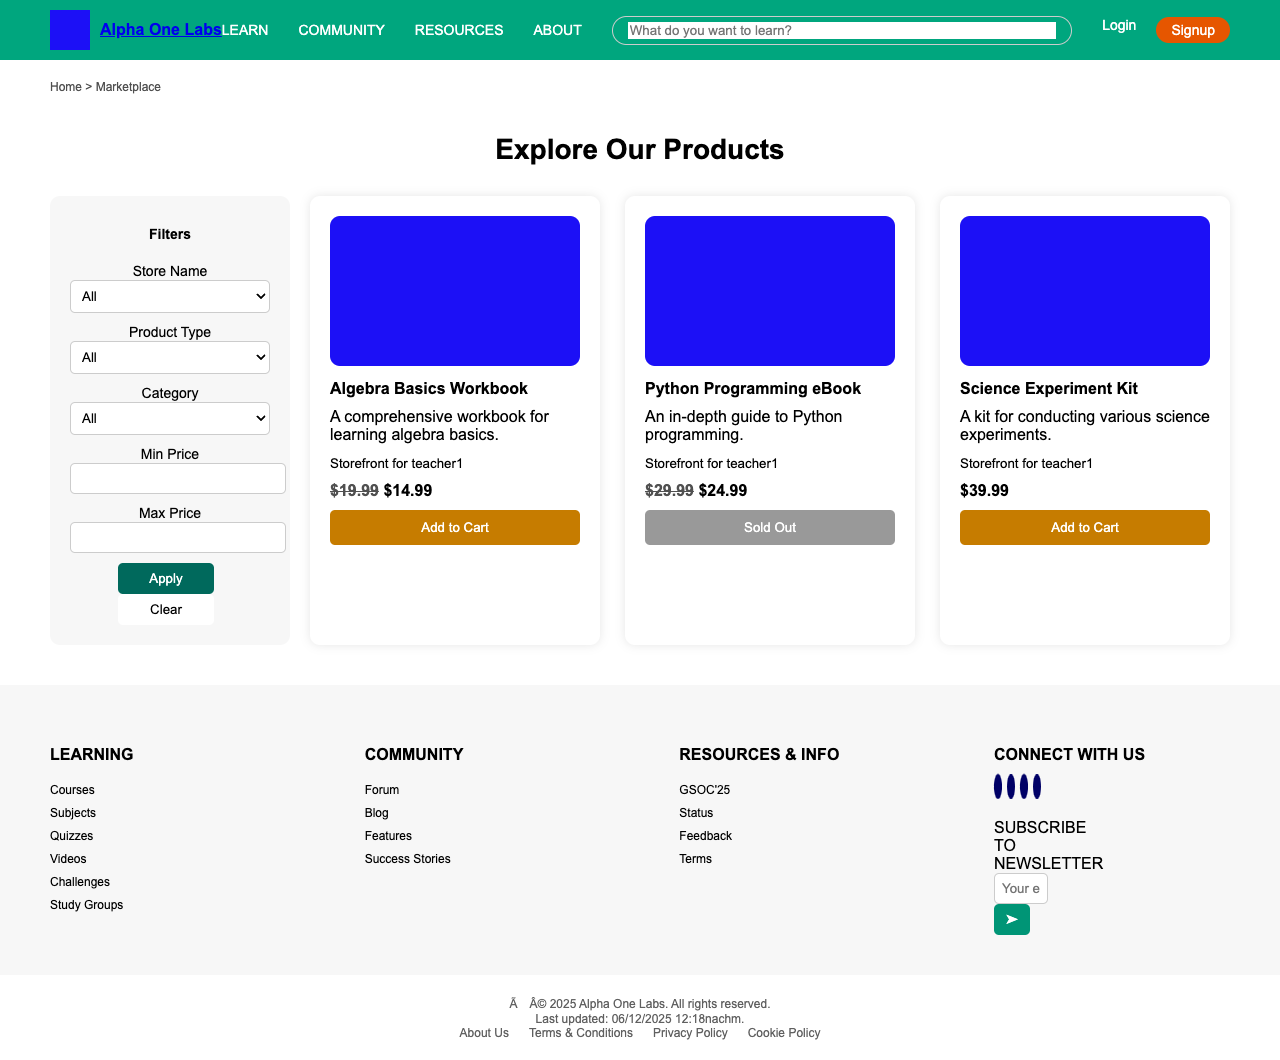 Alpha One Labs
LEARN
COMMUNITY
RESOURCES
ABOUT
What do you want to learn?
Login
Signup
Home > Marketplace
Explore Our Products
Filters
Store Name
All
Product Type
All
Category
All
Min Price
Max Price
Apply
Clear
Algebra Basics Workbook
A comprehensive workbook for
learning algebra basics.
Storefront for teacher1
$19.99 $14.99
Add to Cart
Python Programming eBook
An in-depth guide to Python
programming.
Storefront for teacher1
$29.99 $24.99
Sold Out
Science Experiment Kit
A kit for conducting various science
experiments.
Storefront for teacher1
$39.99
Add to Cart
LEARNING
Courses
Subjects
Quizzes
Videos
Challenges
Study Groups
COMMUNITY
Forum
Blog
Features
Success Stories
RESOURCES & INFO
GSOC'25
Status
Feedback
Terms
CONNECT WITH US
SUBSCRIBE
TO
NEWSLETTER
Your e
➤
Ã Â© 2025 Alpha One Labs. All rights reserved.
Last updated: 06/12/2025 12:18nachm.
About Us Terms & Conditions Privacy Policy Cookie Policy